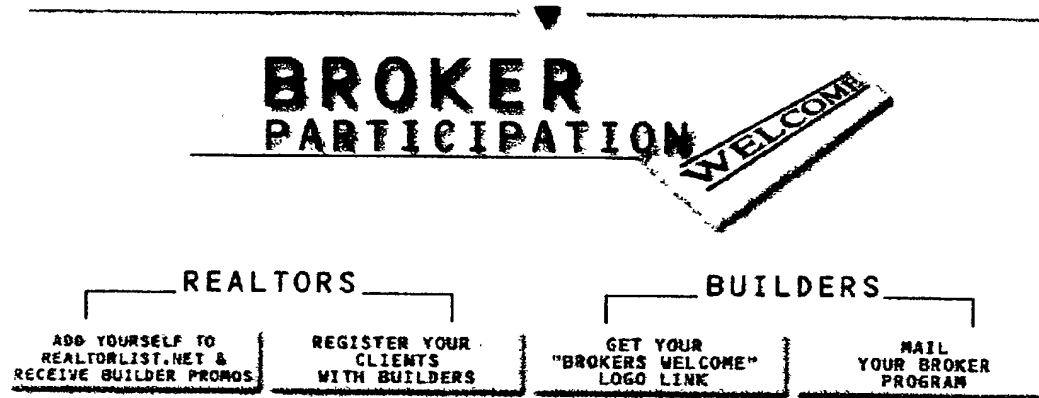 BROKER
PARTICIPATION
WELCOME
REALTORS
BUILDERS
ADD YOURSELF TO
REALTORLIST.NET &
RECEIVE BUILDER PROMOS
REGISTER YOUR
CLIENTS
WITH BUILDERS
GET YOUR
"BROKERS WELCOME"
LOGO LINK
MAIL
YOUR BROKER
PROGRAM